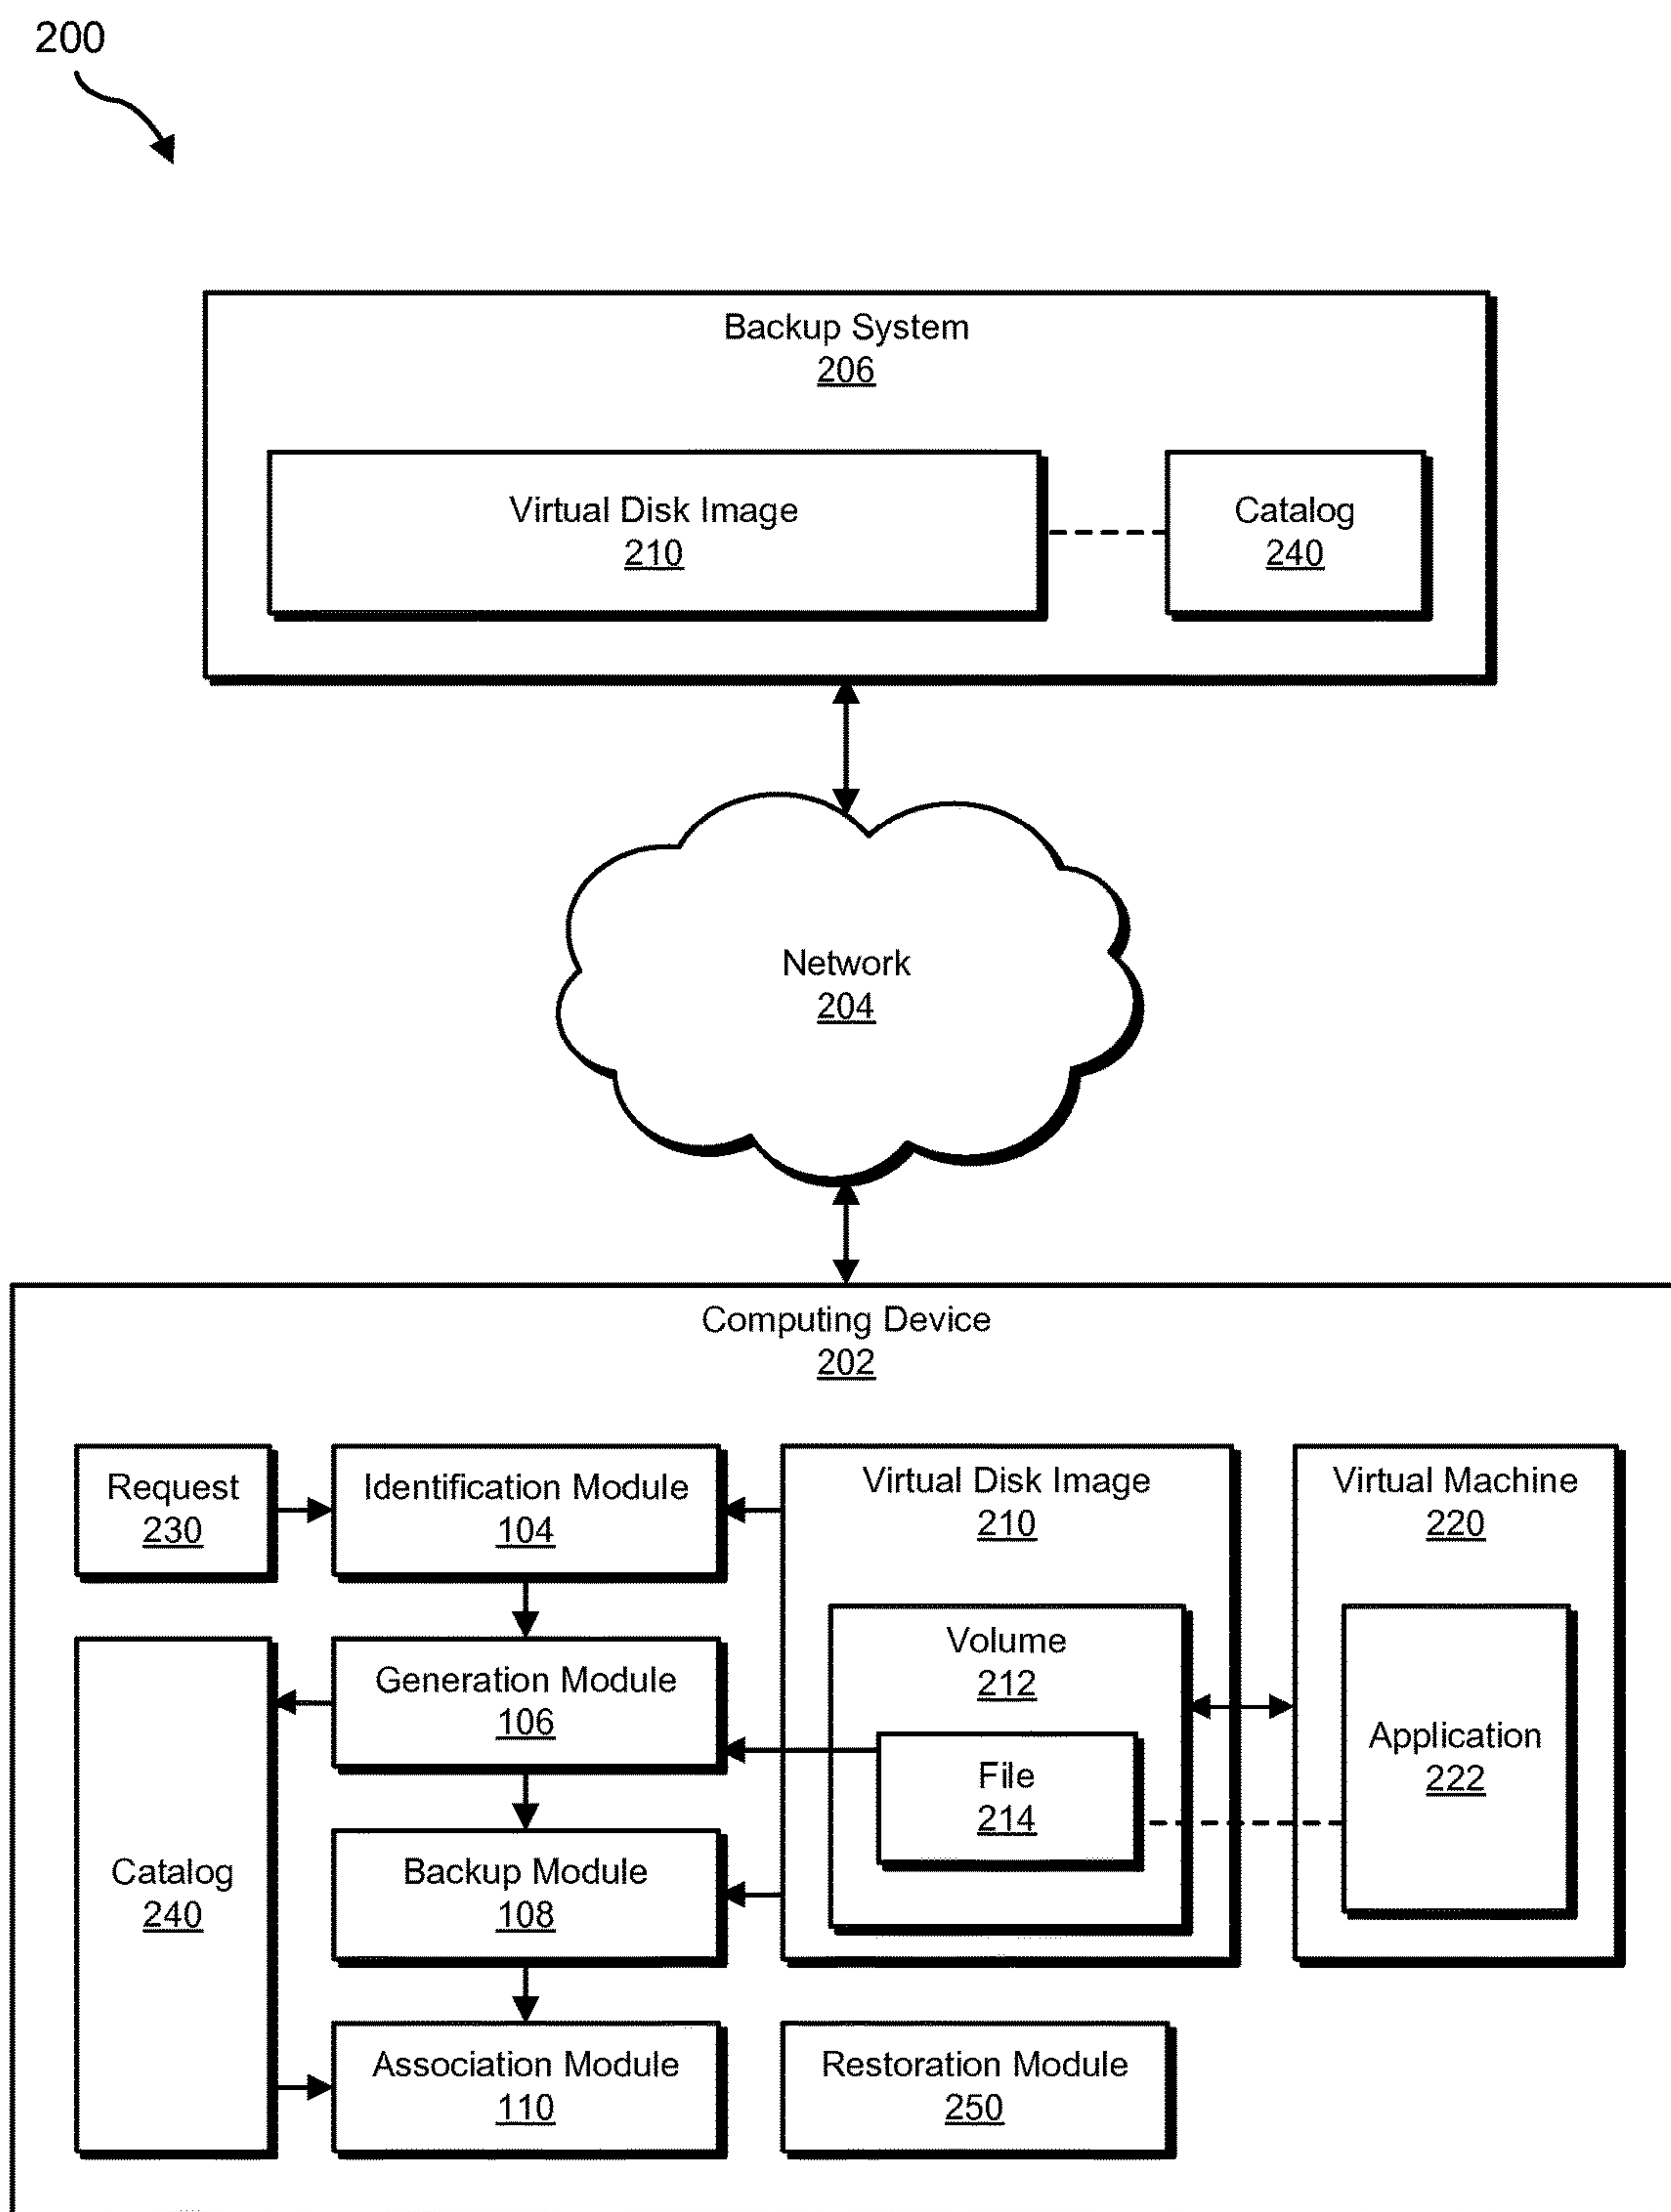 200
Backup System
206
Virtual Disk Image
210
Catalog
240
Network
204
Computing Device
202
Request
230
Identification Module
104
Virtual Disk Image
210
Virtual Machine
220
Generation Module
106
Volume
212
File
214
Application
222
Catalog
240
Backup Module
108
Association Module
110
Restoration Module
250